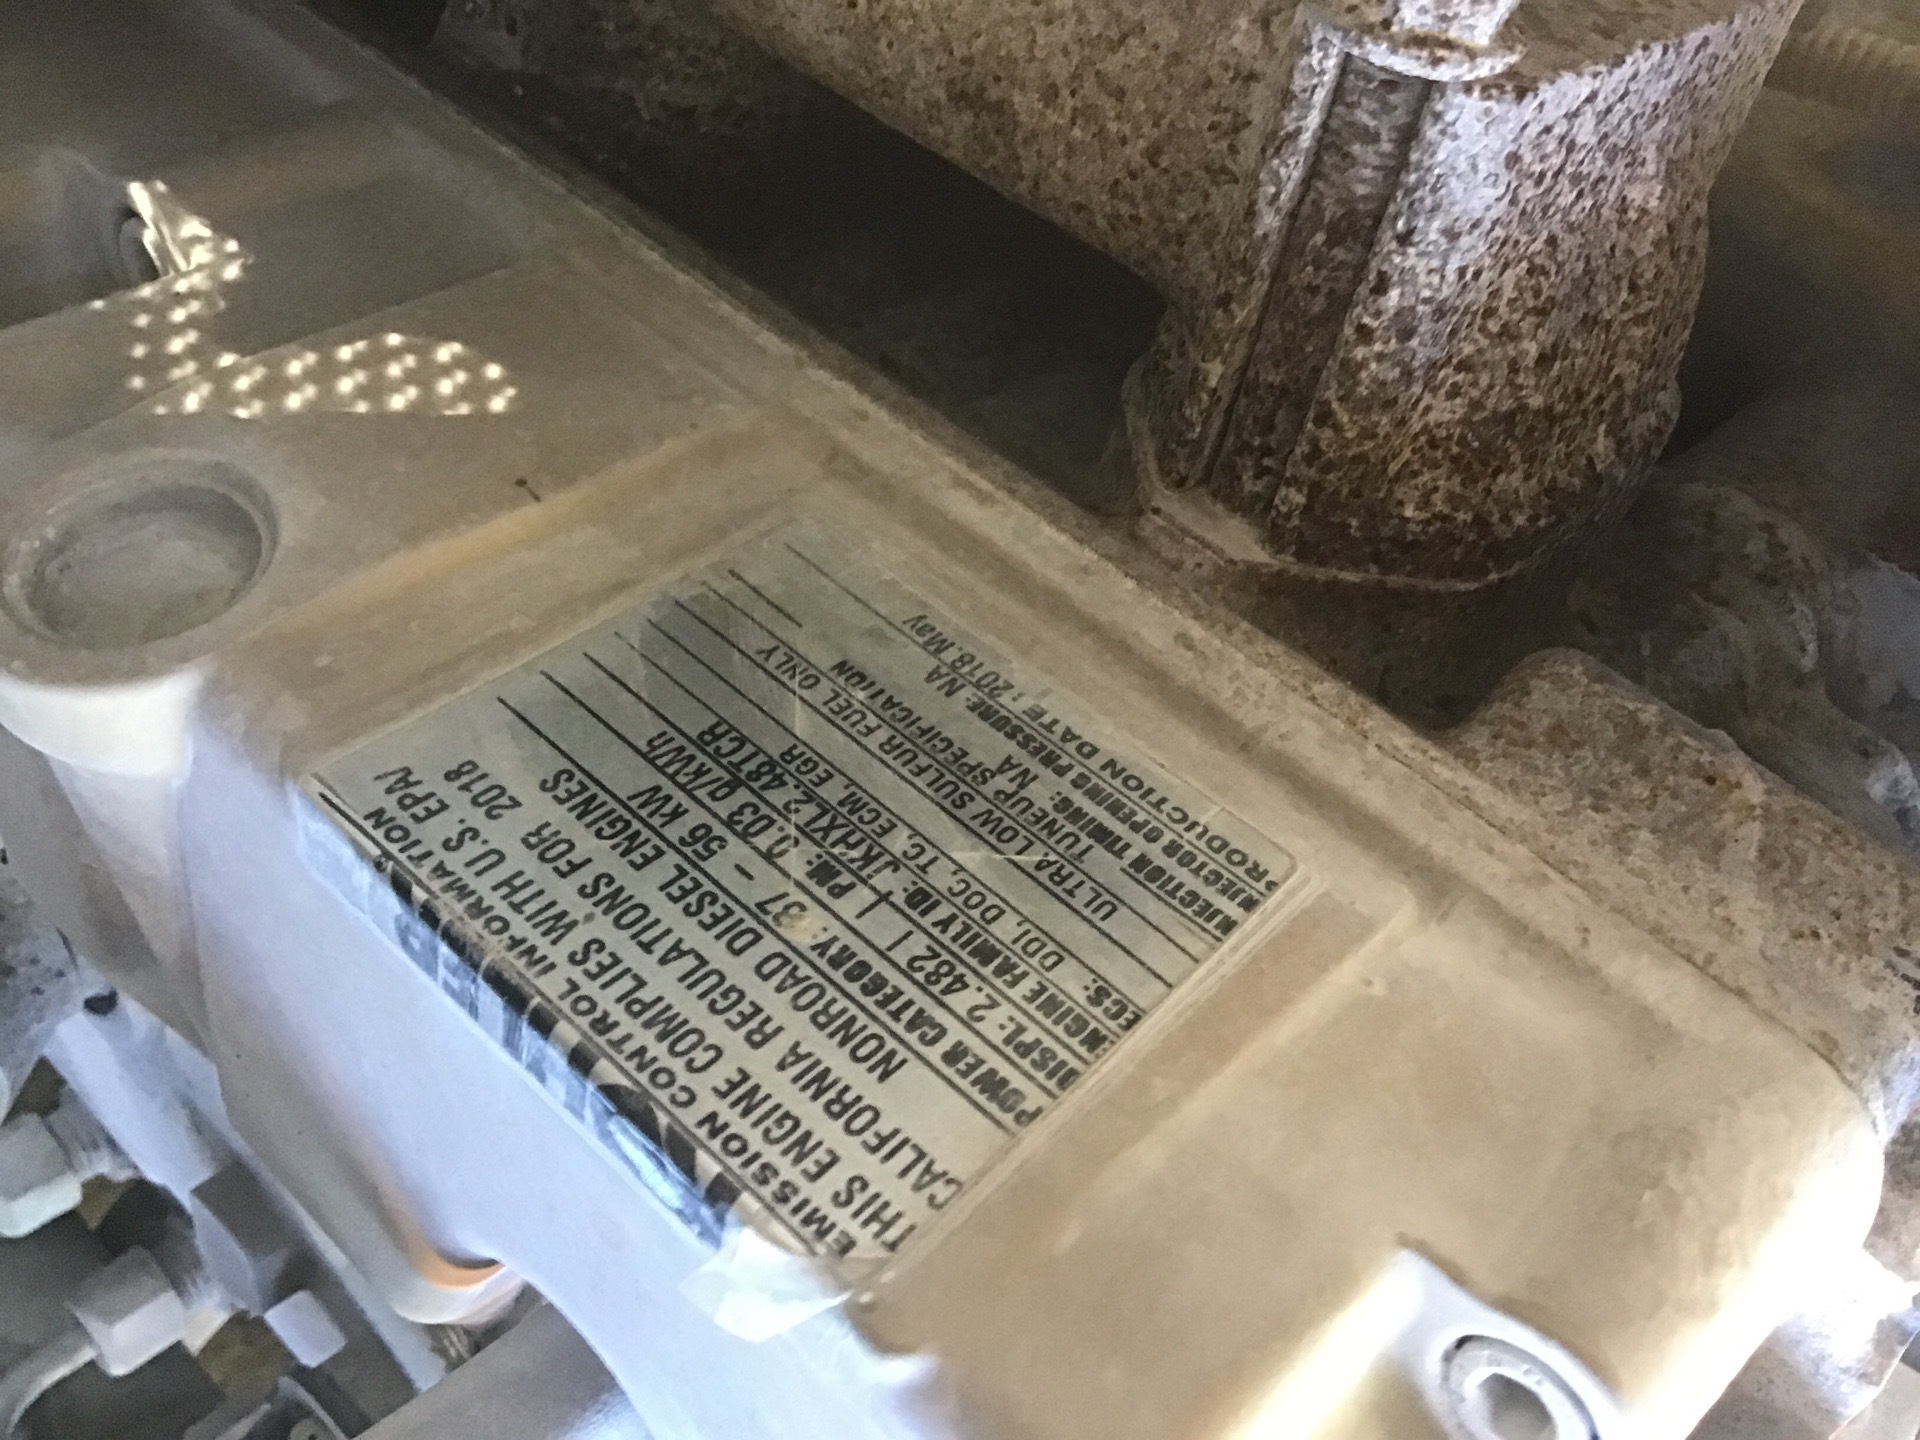 EMISSION CONTROL INFORMATION
THIS ENGINE COMPLIES WITH U.S. EPA/
CALIFORNIA REGULATIONS FOR 2018
NONROAD DIESEL ENGINES
POWER CATEGORY: 37 – 56 kW
DISPL: 2.482 l PM: 0.03 g/kWh
ENGINE FAMILY ID: JKHXL2.48TCR
ECS: DDI, DOC, TC, ECM, EGR
ULTRA LOW SULFUR FUEL ONLY
TUNEUP SPECIFICATION
INJECTION TIMING: NA
INJECTOR OPENING PRESSURE NA
PRODUCTION DATE : 2018.May